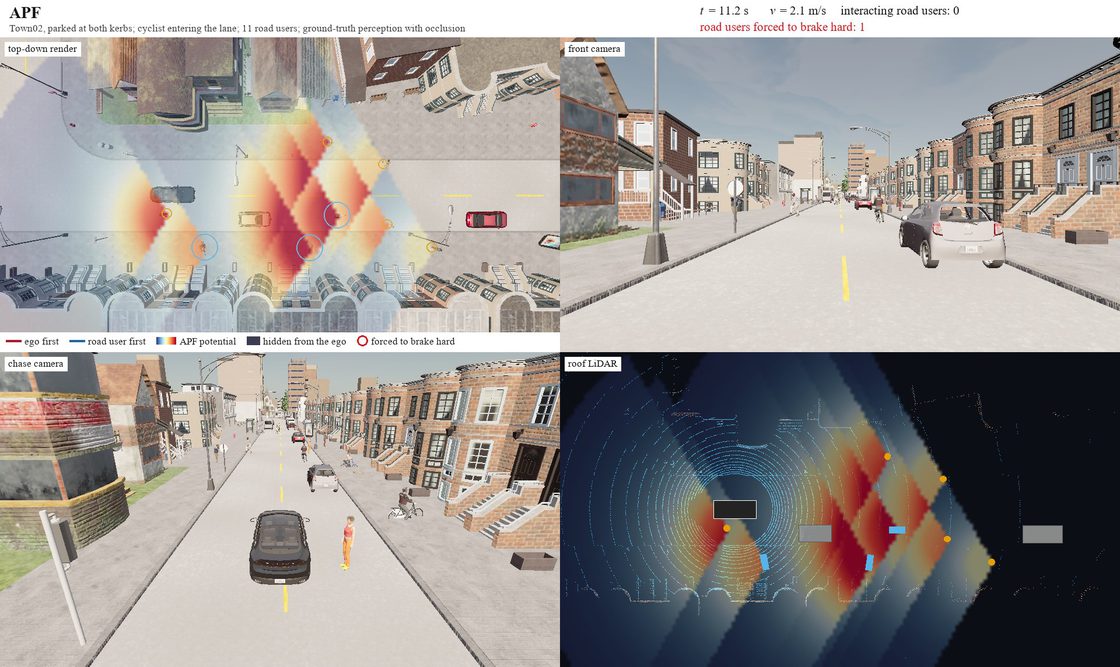 APF
Town02, parked at both kerbs; cyclist entering the lane; 11 road users; ground-truth perception with occlusion
t = 11.2 s v = 2.1 m/s interacting road users: 0
road users forced to brake hard: 1
top-down render
front camera
ego first road user first APF potential hidden from the ego forced to brake hard
chase camera
roof LiDAR